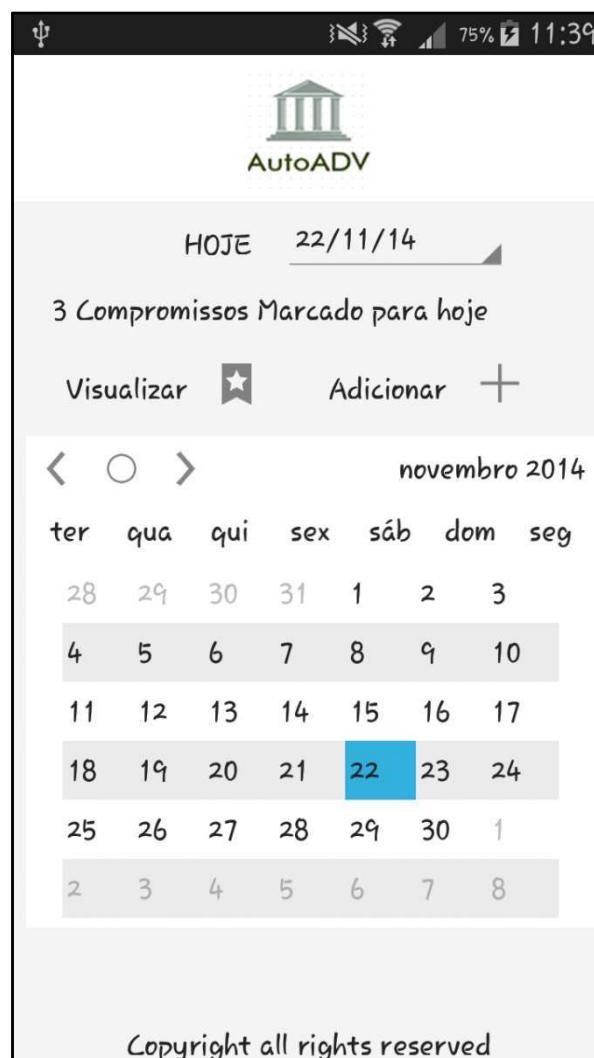 75% 11:39
AutoADV
HOJE 22/11/14
3 Compromissos Marcado para hoje
Visualizar Adicionar
novembro 2014
ter qua qui sex sáb dom seg
28 29 30 31 1 2 3
4 5 6 7 8 9 10
11 12 13 14 15 16 17
18 19 20 21 22 23 24
25 26 27 28 29 30 1
2 3 4 5 6 7 8
Copyright all rights reserved